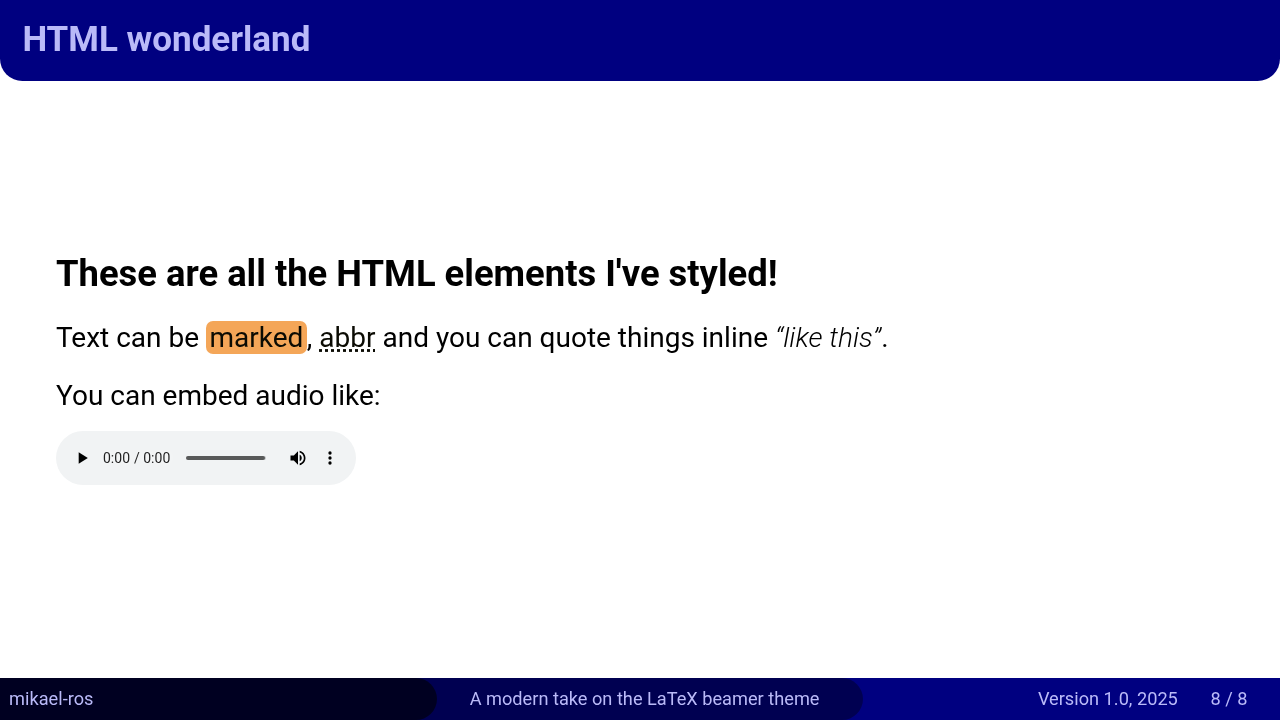 HTML wonderland
These are all the HTML elements I've styled!
Text can be marked, abbr and you can quote things inline “like this”.
You can embed audio like:
0:00 / 0:00
mikael-ros
A modern take on the LaTeX beamer theme
Version 1.0, 2025
8 / 8